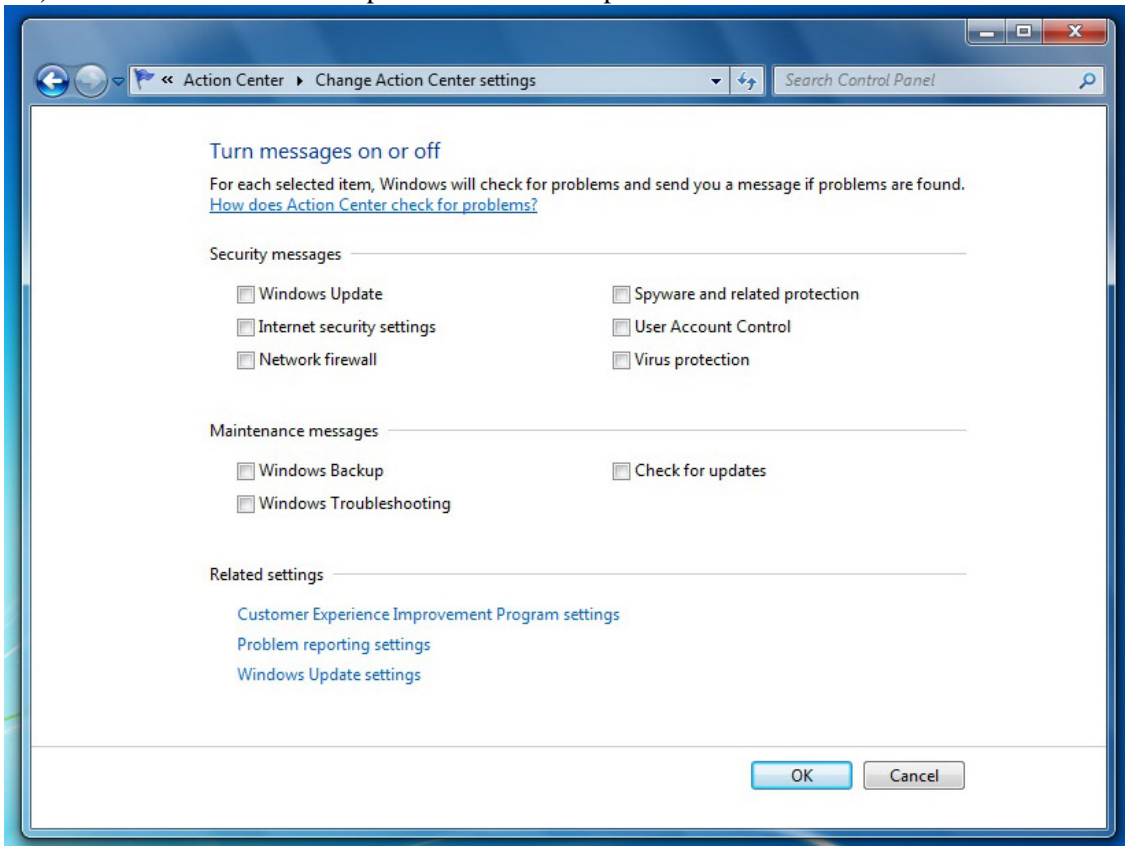 « Action Center ▸ Change Action Center settings
Search Control Panel
Turn messages on or off
For each selected item, Windows will check for problems and send you a message if problems are found.
How does Action Center check for problems?
Security messages
Windows Update
Spyware and related protection
Internet security settings
User Account Control
Network firewall
Virus protection
Maintenance messages
Windows Backup
Check for updates
Windows Troubleshooting
Related settings
Customer Experience Improvement Program settings
Problem reporting settings
Windows Update settings
OK
Cancel